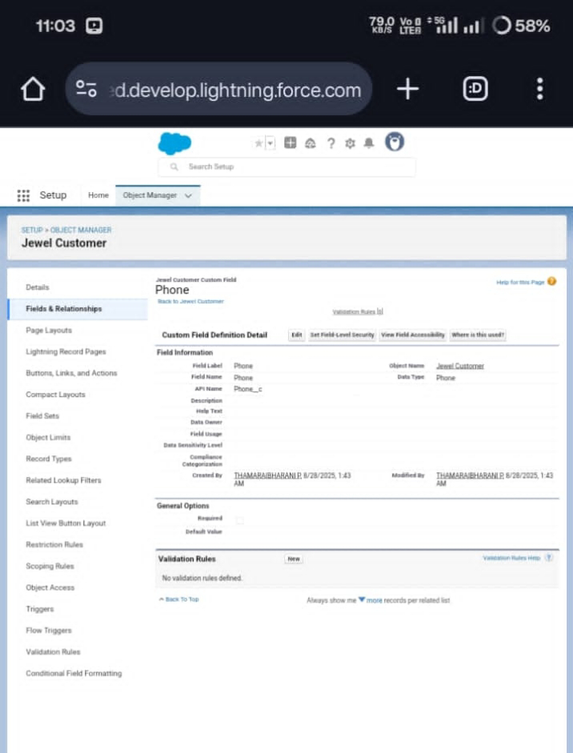 11:03
79.0 KB/S Vo LTE 5G 58%
d.develop.lightning.force.com
:D
Search Setup
Setup Home Object Manager
SETUP > OBJECT MANAGER
Jewel Customer
Details
Fields & Relationships
Page Layouts
Lightning Record Pages
Buttons, Links, and Actions
Compact Layouts
Field Sets
Object Limits
Record Types
Related Lookup Filters
Search Layouts
List View Button Layout
Restriction Rules
Scoping Rules
Object Access
Triggers
Flow Triggers
Validation Rules
Conditional Field Formatting
Jewel Customer Custom Field
Phone
Help for this Page
Back to Jewel Customer
Validation Rules [0]
Custom Field Definition Detail Edit Set Field-Level Security View Field Accessibility Where is this used?
Field Information
Field Label Phone Object Name Jewel Customer
Field Name Phone Data Type Phone
API Name Phone__c
Description
Help Text
Data Owner
Field Usage
Data Sensitivity Level
Compliance
Categorization
Created By THAMARAIBHARANI P, 8/28/2025, 1:43 Modified By THAMARAIBHARANI P, 8/28/2025, 1:43
AM AM
General Options
Required
Default Value
Validation Rules New Validation Rules Help ?
No validation rules defined.
^ Back To Top Always show me ▼ more records per related list